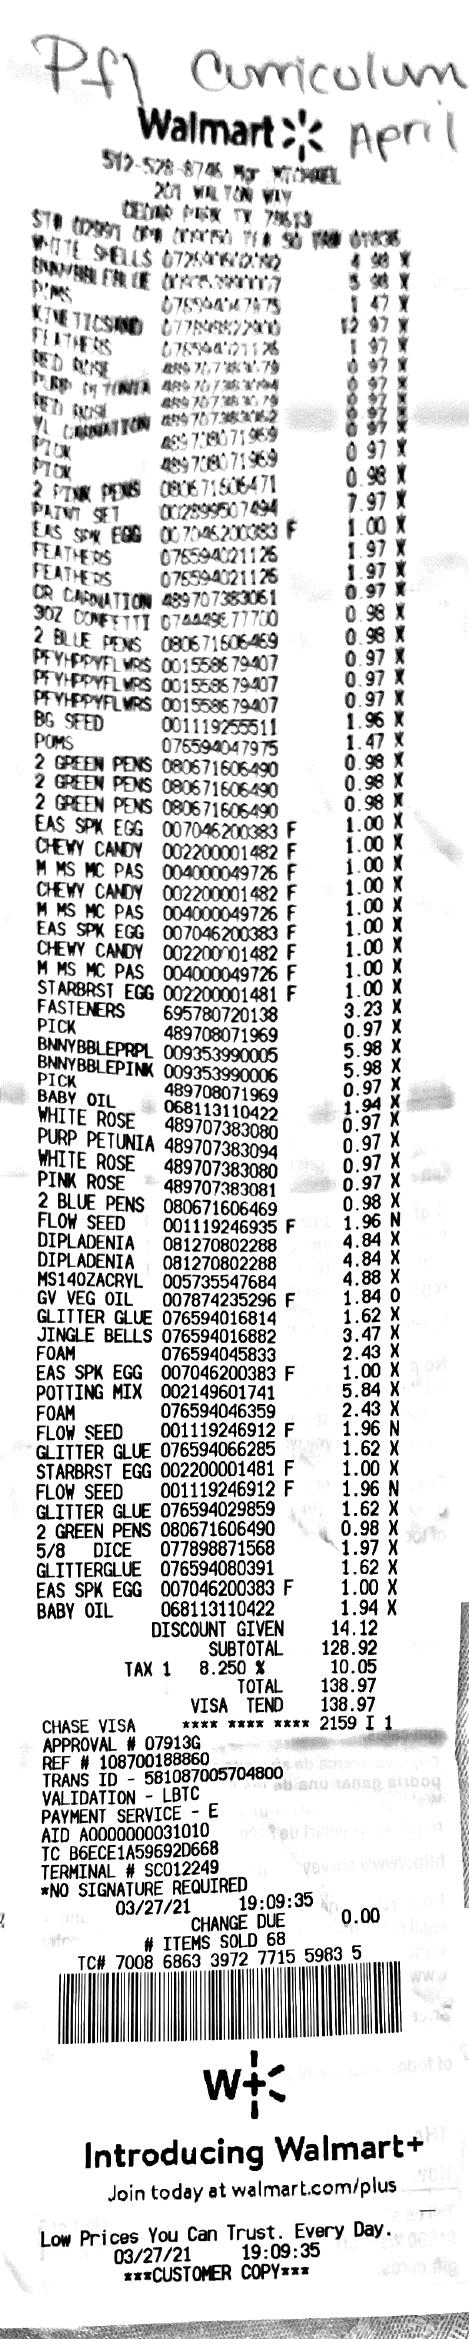 Pf1 Curriculum
April
Walmart
512-528-8746 Mgr MICHAEL
201 WALTON WAY
CEDAR PARK TX 78613
ST# 02991 OP# 009050 TE# 50 TR# 01836
WHITE SHELLS 4 98 X
5 98 X
POMS 076594047975 1 47 X
KINETICSAND 12 97 X
FEATHERS 076594021126 1 97 X
RED ROSE 489707383079 0 97 X
PURP PETUNIA 489707383094 0 97 X
RED ROSE 0 97 X
YL CARNATION 0 97 X
PICK 489708071969 0 97 X
PICK 489708071969
2 PINK PENS 080671606471 0.98 X
PAINT SET 002899507494 7.97 X
EAS SPK EGG 007046200383 F 1.00 X
FEATHERS 076594021126 1.97 X
FEATHERS 076594021126 1.97 X
OR CARNATION 489707383061 0.97 X
3OZ CONFETTI 074449677700 0.98 X
2 BLUE PENS 080671606469 0.98 X
PFYHPPYFLWRS 001558679407 0.97 X
PFYHPPYFLWRS 001558679407 0.97 X
PFYHPPYFLWRS 001558679407 0.97 X
BG SEED 001119255511 1.96 X
POMS 076594047975 1.47 X
2 GREEN PENS 080671606490 0.98 X
2 GREEN PENS 080671606490 0.98 X
2 GREEN PENS 080671606490 0.98 X
EAS SPK EGG 007046200383 F 1.00 X
CHEWY CANDY 002200001482 F 1.00 X
M MS MC PAS 004000049726 F 1.00 X
CHEWY CANDY 002200001482 F 1.00 X
M MS MC PAS 004000049726 F 1.00 X
EAS SPK EGG 007046200383 F 1.00 X
CHEWY CANDY 002200001482 F 1.00 X
M MS MC PAS 004000049726 F 1.00 X
STARBRST EGG 002200001481 F 1.00 X
FASTENERS 695780720138 3.23 X
PICK 489708071969 0.97 X
BNNYBBLEPRPL 009353990005 5.98 X
BNNYBBLEPINK 009353990006 5.98 X
PICK 489708071969 0.97 X
BABY OIL 068113110422 1.94 X
WHITE ROSE 489707383080 0.97 X
PURP PETUNIA 489707383094 0.97 X
WHITE ROSE 489707383080 0.97 X
PINK ROSE 489707383081 0.97 X
2 BLUE PENS 080671606469 0.98 X
FLOW SEED 001119246935 F 1.96 N
DIPLADENIA 081270802288 4.84 X
DIPLADENIA 081270802288 4.84 X
MS14OZACRYL 005735547684 4.88 X
GV VEG OIL 007874235296 F 1.84 O
GLITTER GLUE 076594016814 1.62 X
JINGLE BELLS 076594016882 3.47 X
FOAM 076594045833 2.43 X
EAS SPK EGG 007046200383 F 1.00 X
POTTING MIX 002149601741 5.84 X
FOAM 076594046359 2.43 X
FLOW SEED 001119246912 F 1.96 N
GLITTER GLUE 076594066285 1.62 X
STARBRST EGG 002200001481 F 1.00 X
FLOW SEED 001119246912 F 1.96 N
GLITTER GLUE 076594029859 1.62 X
2 GREEN PENS 080671606490 0.98 X
5/8 DICE 077898871568 1.97 X
GLITTERGLUE 076594080391 1.62 X
EAS SPK EGG 007046200383 F 1.00 X
BABY OIL 068113110422 1.94 X
DISCOUNT GIVEN 14.12
SUBTOTAL 128.92
TAX 1 8.250 % 10.05
TOTAL 138.97
VISA TEND 138.97
CHASE VISA **** **** **** 2159 I 1
APPROVAL # 07913G
REF # 108700188860
TRANS ID - 581087005704800
VALIDATION - LBTC
PAYMENT SERVICE - E
AID A0000000031010
TC B6ECE1A59692D668
TERMINAL # SC012249
*NO SIGNATURE REQUIRED
03/27/21 19:09:35
CHANGE DUE 0.00
# ITEMS SOLD 68
TC# 7008 6863 3972 7715 5983 5
W+
Introducing Walmart+
Join today at walmart.com/plus
Low Prices You Can Trust. Every Day.
03/27/21 19:09:35
***CUSTOMER COPY***